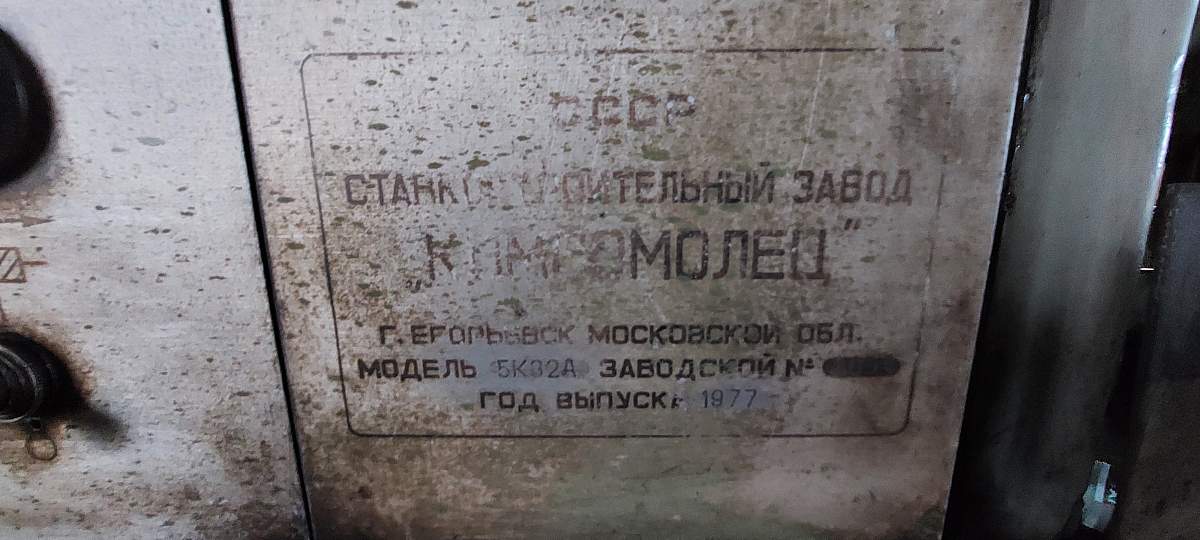 СССР
СТАНКОСТРОИТЕЛЬНЫЙ ЗАВОД
„КОМСОМОЛЕЦ"
Г. ЕГОРЬЕВСК МОСКОВСКОЙ ОБЛ.
МОДЕЛЬ 5К32А ЗАВОДСКОЙ №
ГОД ВЫПУСКА 1977